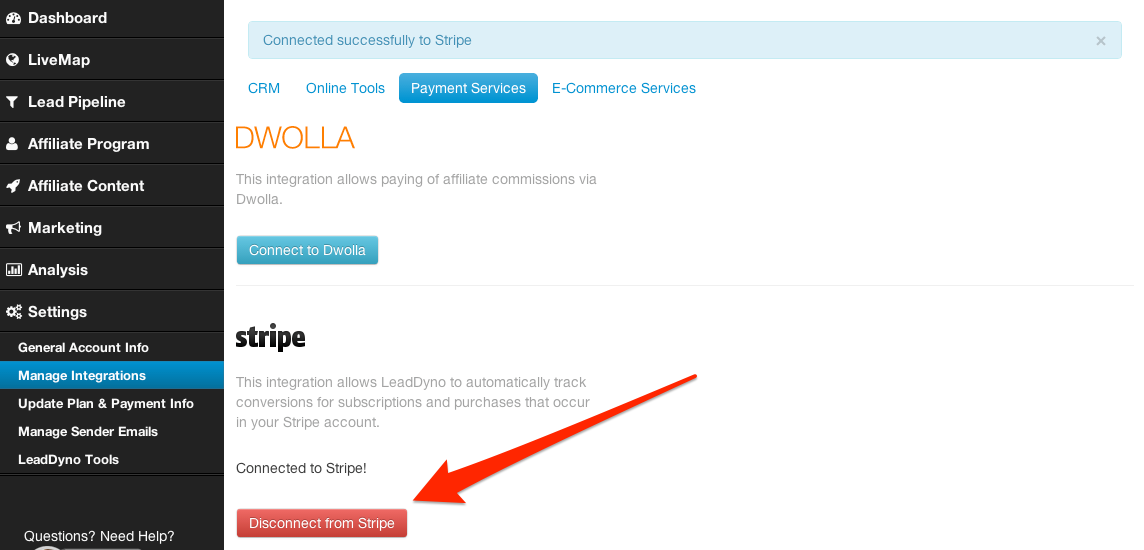 Dashboard
LiveMap
Lead Pipeline
Affiliate Program
Affiliate Content
Marketing
Analysis
Settings
General Account Info
Manage Integrations
Update Plan & Payment Info
Manage Sender Emails
LeadDyno Tools
Questions? Need Help?
Connected successfully to Stripe ×
CRM Online Tools Payment Services E-Commerce Services
DWOLLA
This integration allows paying of affiliate commissions via
Dwolla.
Connect to Dwolla
stripe
This integration allows LeadDyno to automatically track
conversions for subscriptions and purchases that occur
in your Stripe account.
Connected to Stripe!
Disconnect from Stripe